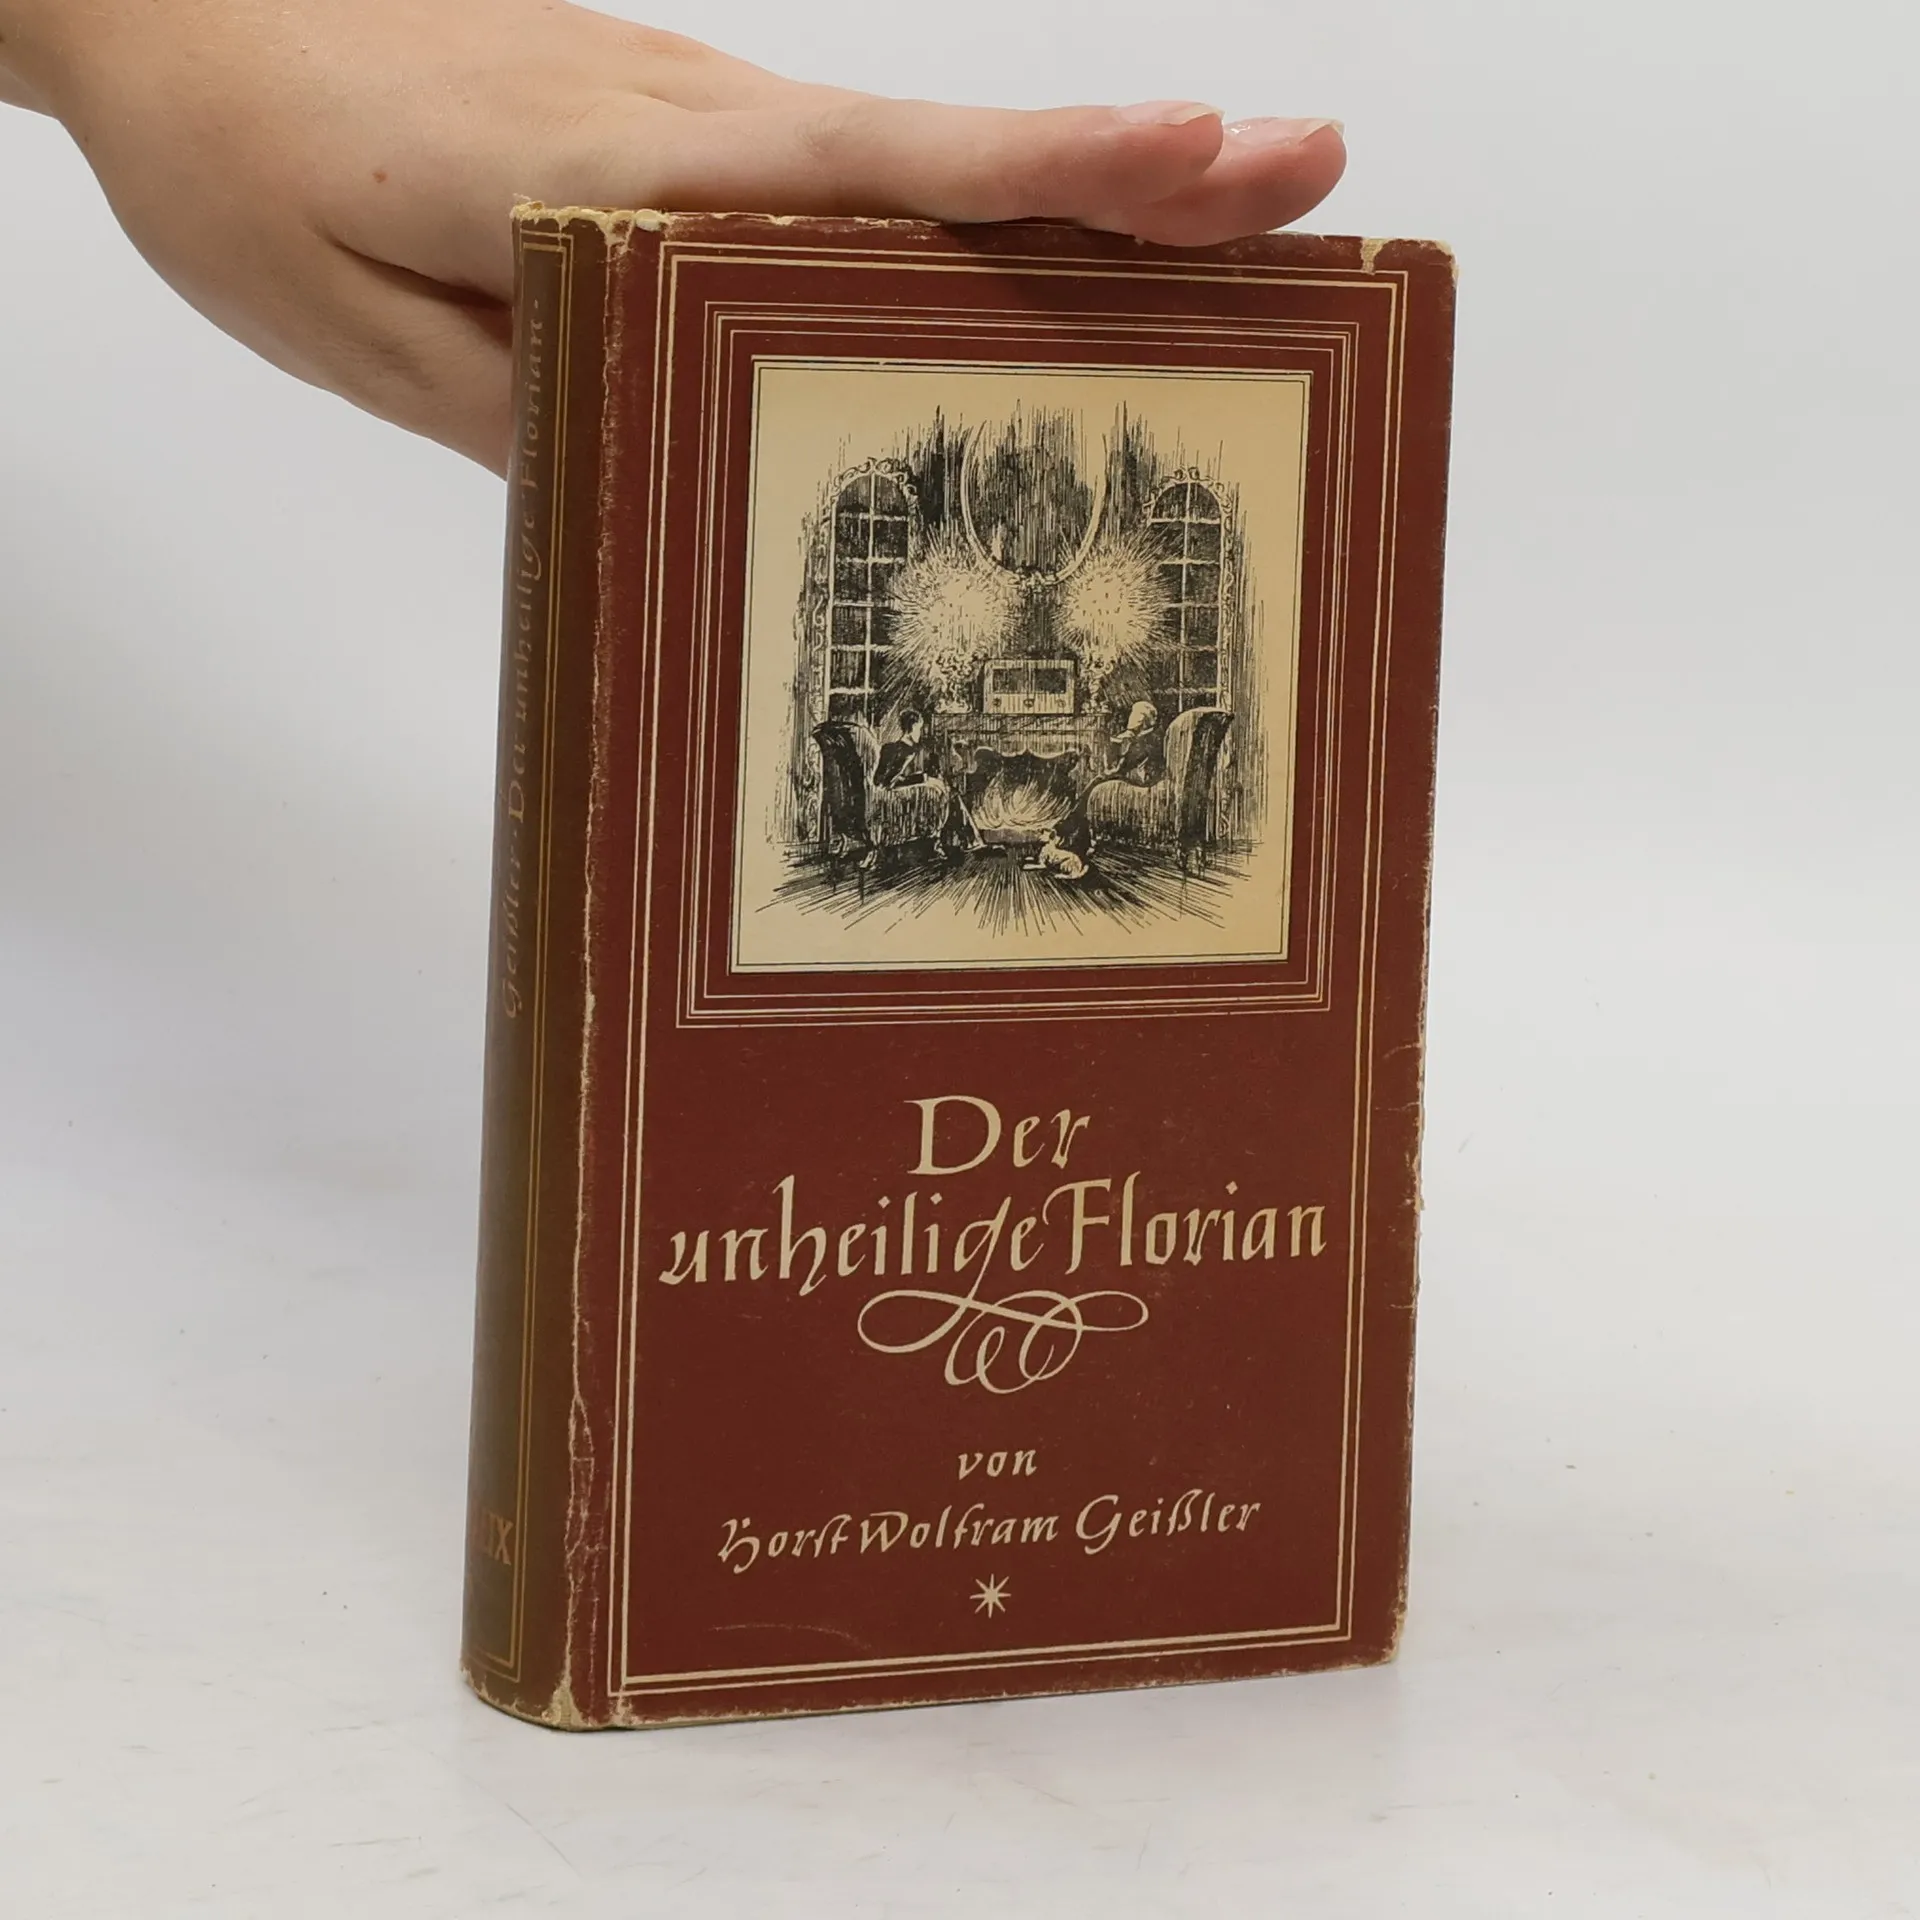 Geißler · Der unheilige Florian ·
Der
unheilige Florian
von
Horst Wolfram Geißler